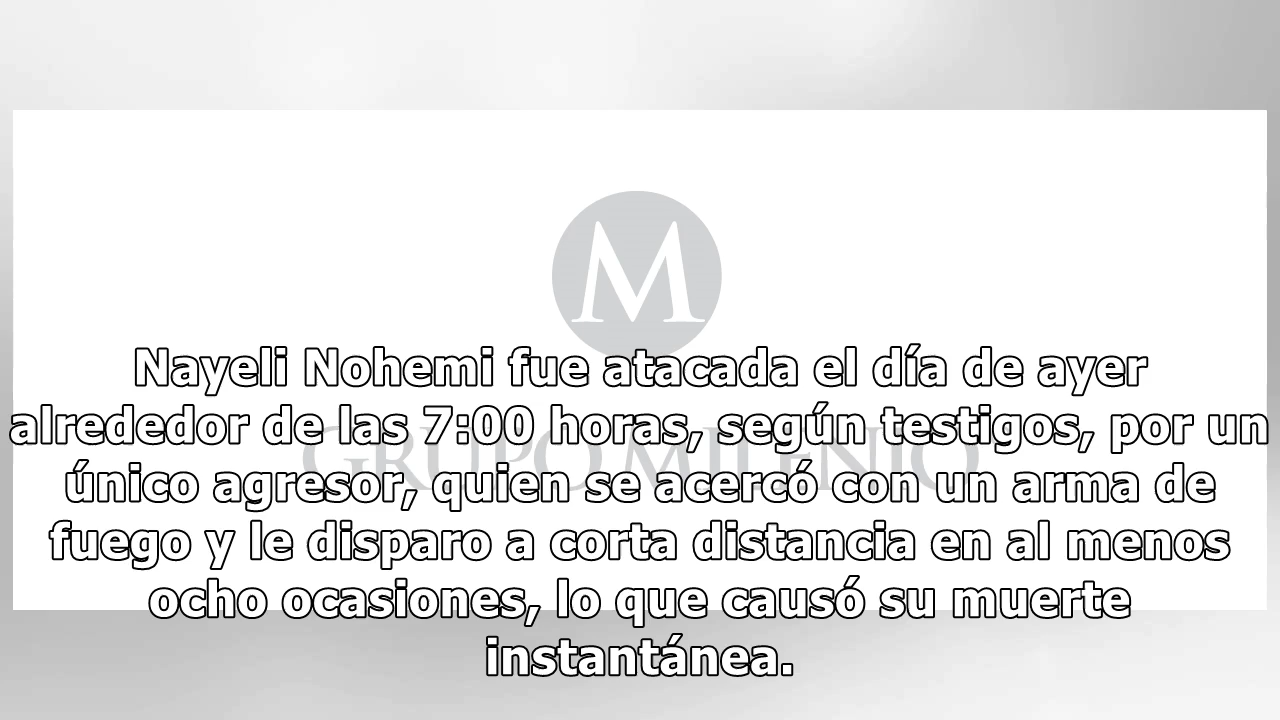 M
GRUPO MILENIO
Nayeli Nohemi fue atacada el día de ayer
alrededor de las 7:00 horas, según testigos, por un
único agresor, quien se acercó con un arma de
fuego y le disparo a corta distancia en al menos
ocho ocasiones, lo que causó su muerte
instantánea.